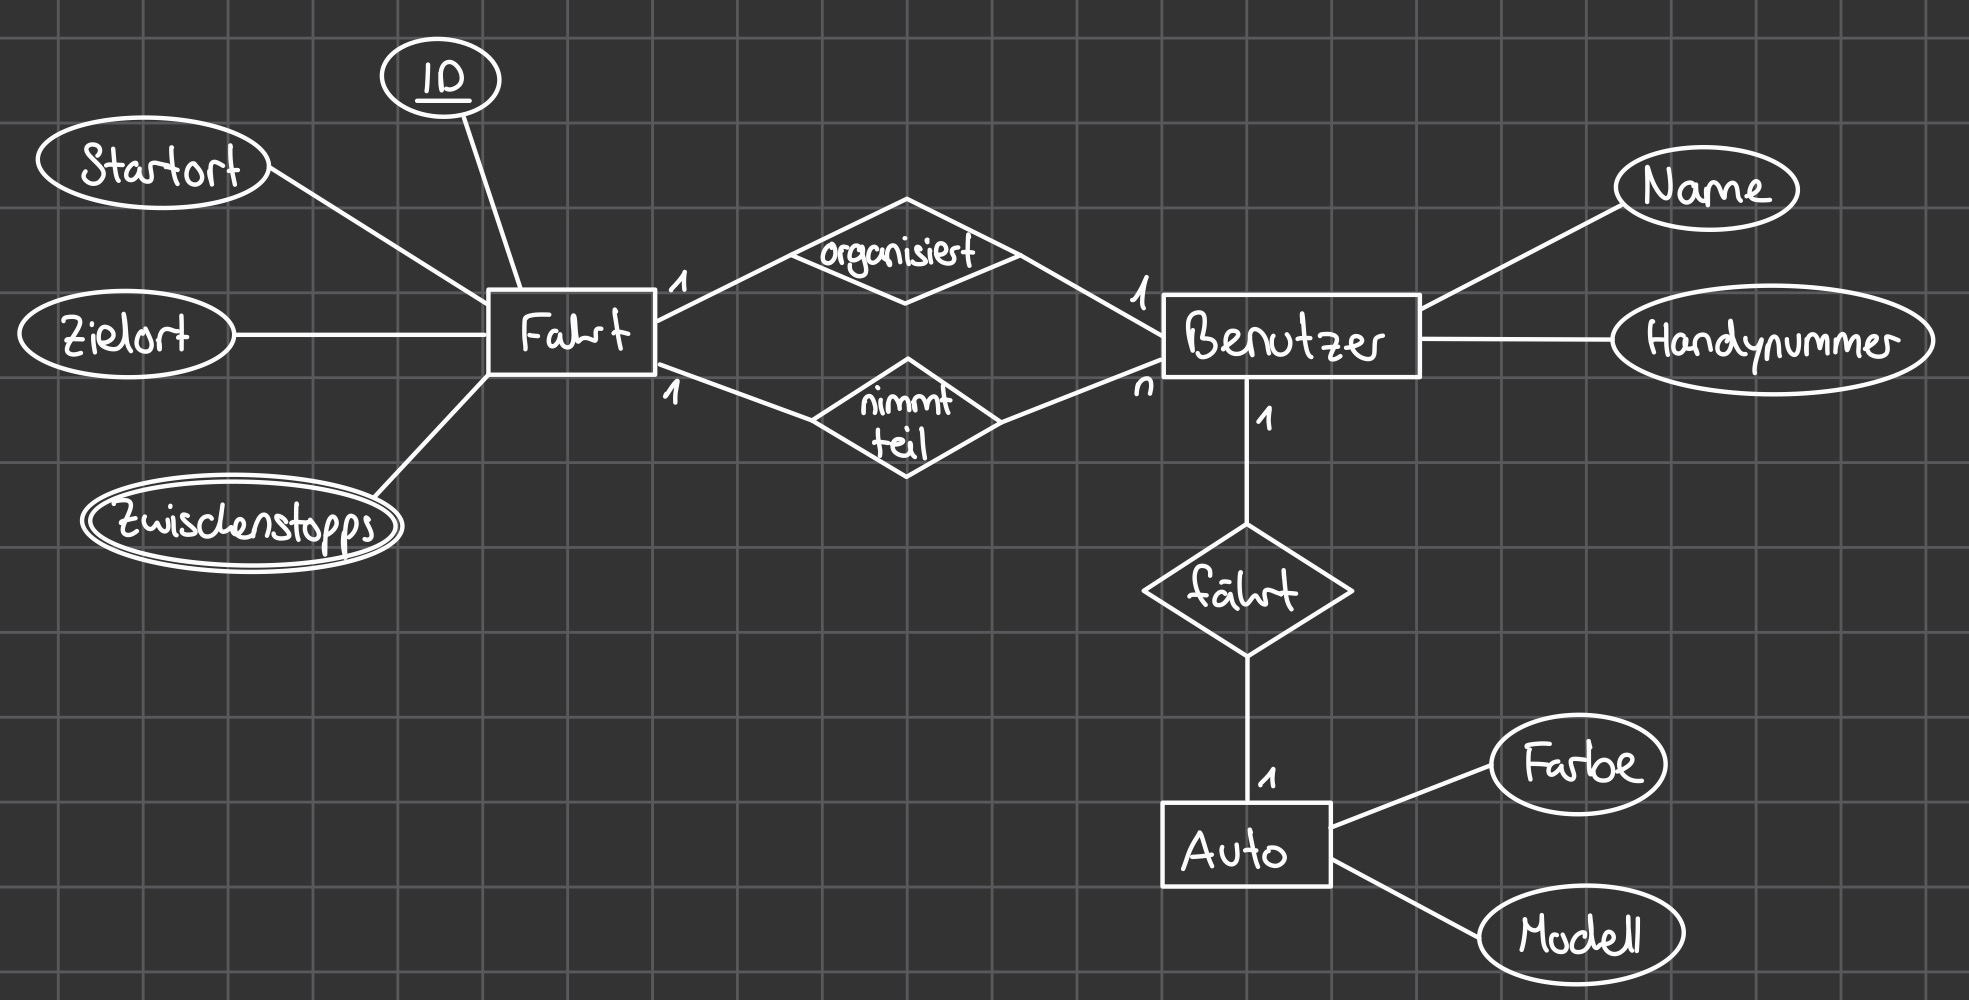 ID
Startort
Name
organisiert
1
1
Zielort
Fahrt
Benutzer
Handynummer
1
n
nimmt
teil
1
Zwischenstopps
fährt
1
Farbe
Auto
Modell